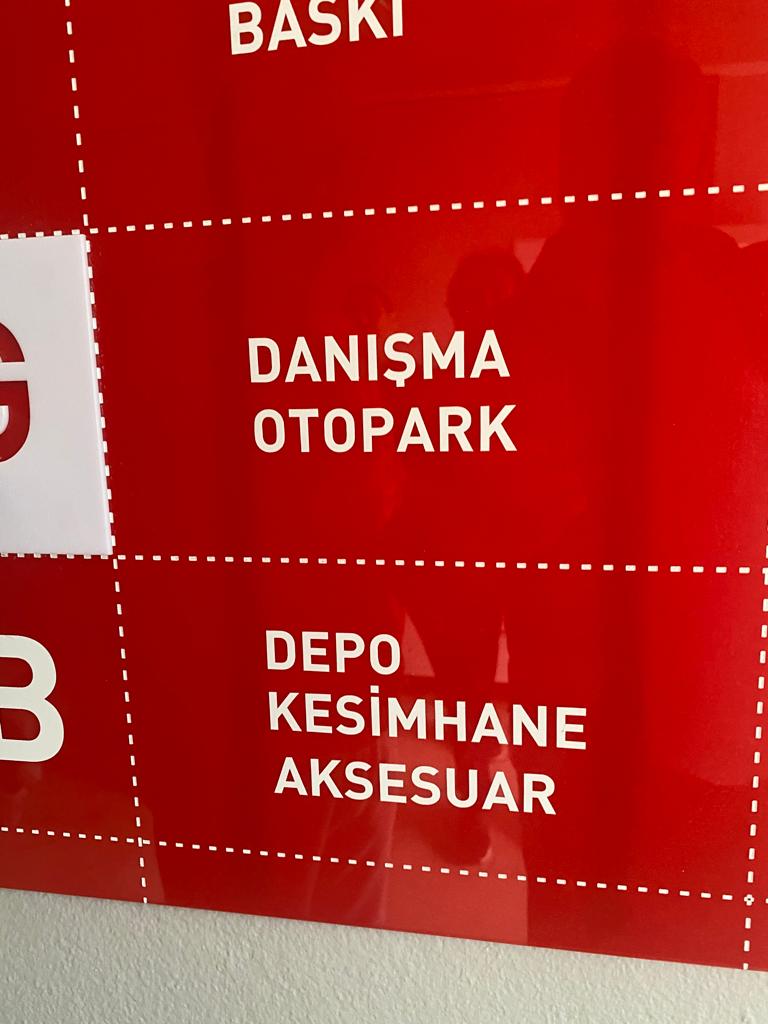 BASKI
G
DANIŞMA
OTOPARK
B
DEPO
KESİMHANE
AKSESUAR